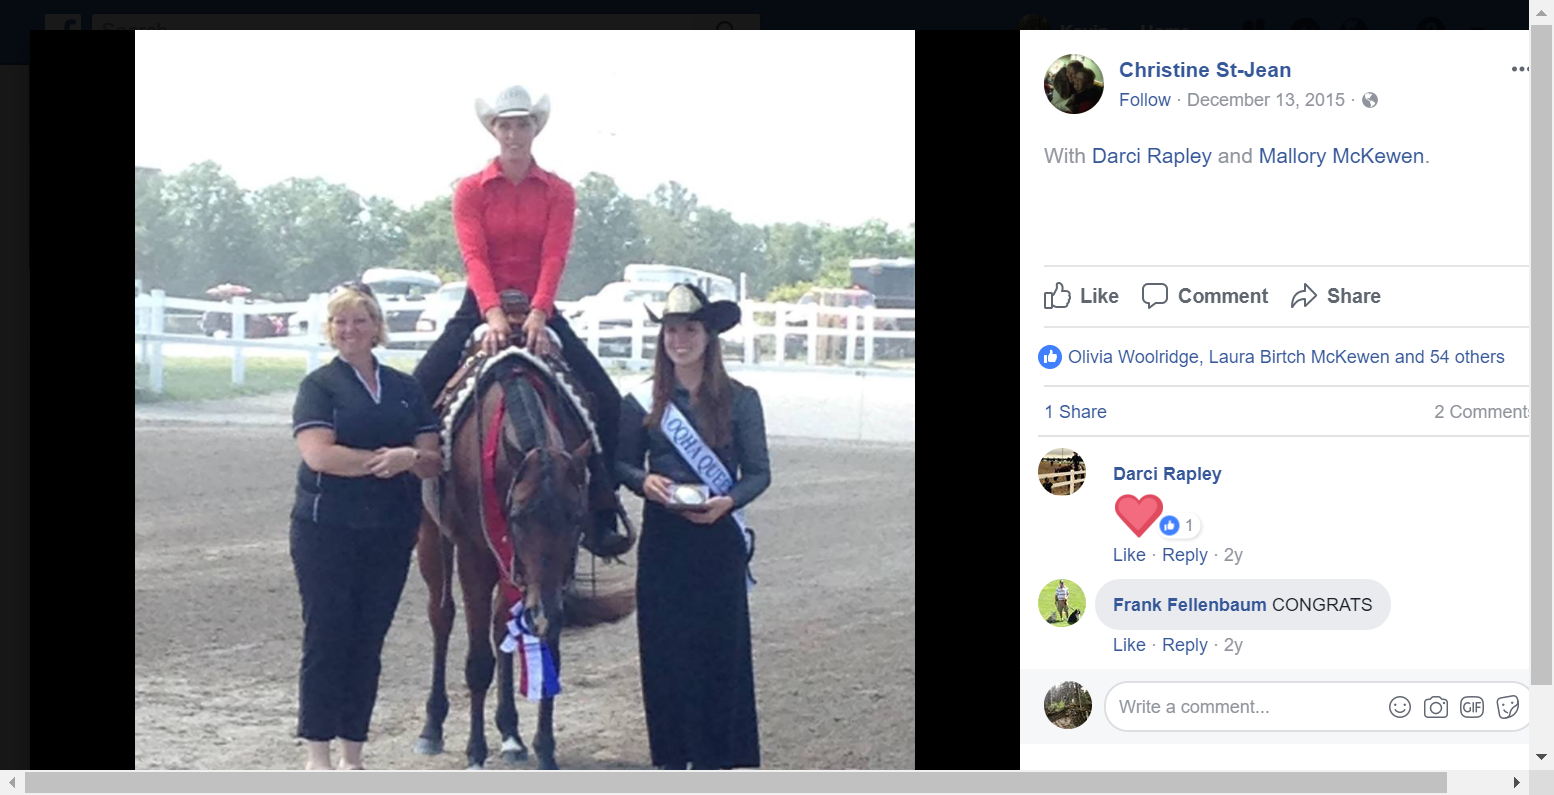 Search
Christine St-Jean
Follow · December 13, 2015 ·
With Darci Rapley and Mallory McKewen.
Like Comment Share
Olivia Woolridge, Laura Birtch McKewen and 54 others
1 Share 2 Comments
Darci Rapley
1
Like · Reply · 2y
Frank Fellenbaum CONGRATS
Like · Reply · 2y
Write a comment...
GIF
OQHA QUEEN